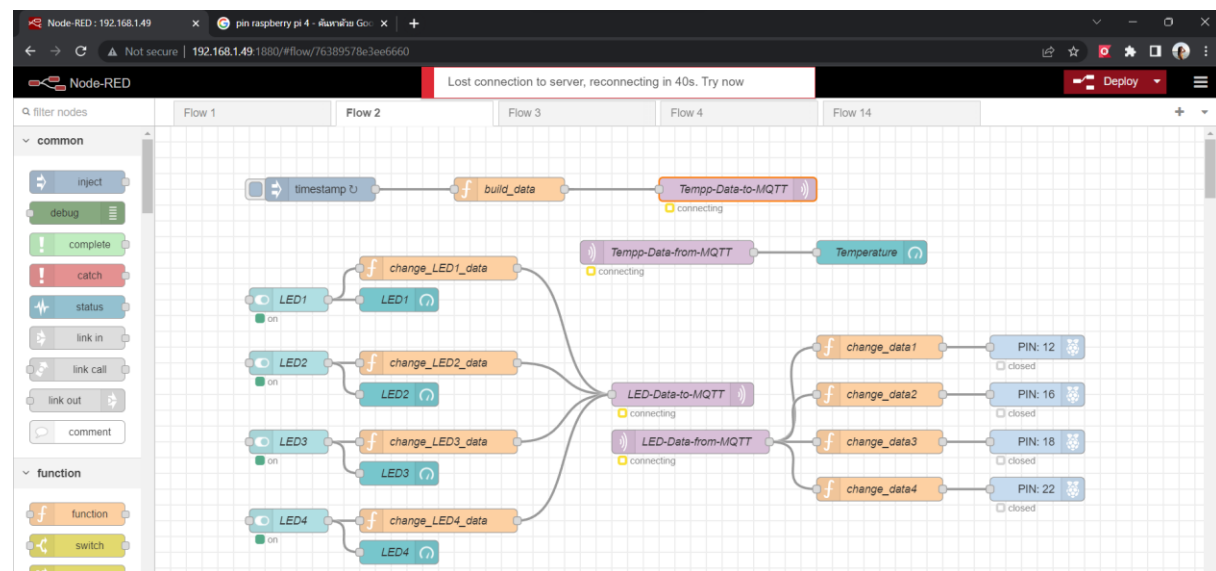 Node-RED : 192.168.1.49
pin raspberry pi 4 - ค้นหาด้วย Goo
Not secure | 192.168.1.49:1880/#flow/76389578e3ee6660
Node-RED
Lost connection to server, reconnecting in 40s. Try now
Deploy
filter nodes
Flow 1
Flow 2
Flow 3
Flow 4
Flow 14
common
inject
debug
complete
catch
status
link in
link call
link out
comment
function
function
switch
timestamp ↻
build_data
Tempp-Data-to-MQTT
connecting
Tempp-Data-from-MQTT
connecting
Temperature
change_LED1_data
LED1
on
LED1
change_LED2_data
LED2
on
LED2
change_LED3_data
LED3
on
LED3
change_LED4_data
LED4
on
LED4
LED-Data-to-MQTT
connecting
LED-Data-from-MQTT
connecting
change_data1
PIN: 12
closed
change_data2
PIN: 16
closed
change_data3
PIN: 18
closed
change_data4
PIN: 22
closed